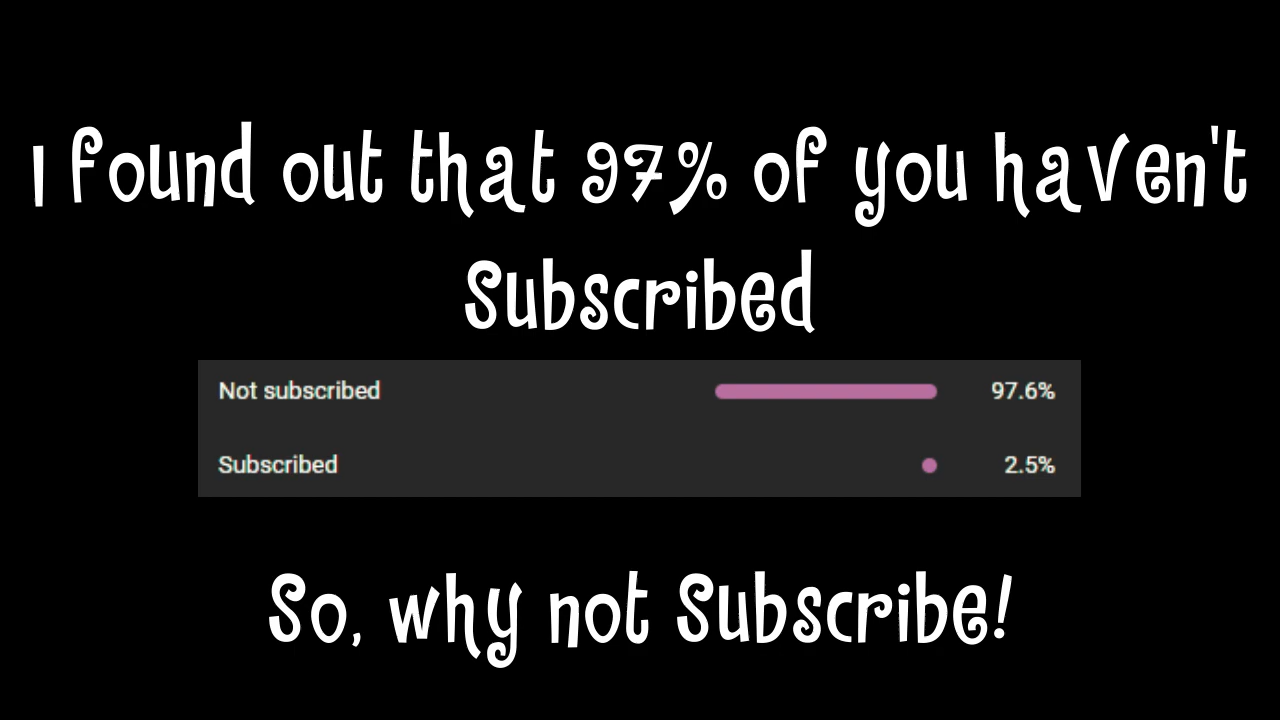 I found out that 97% of you haven't
Subscribed
Not subscribed 97.6%
Subscribed 2.5%
So, why not Subscribe!